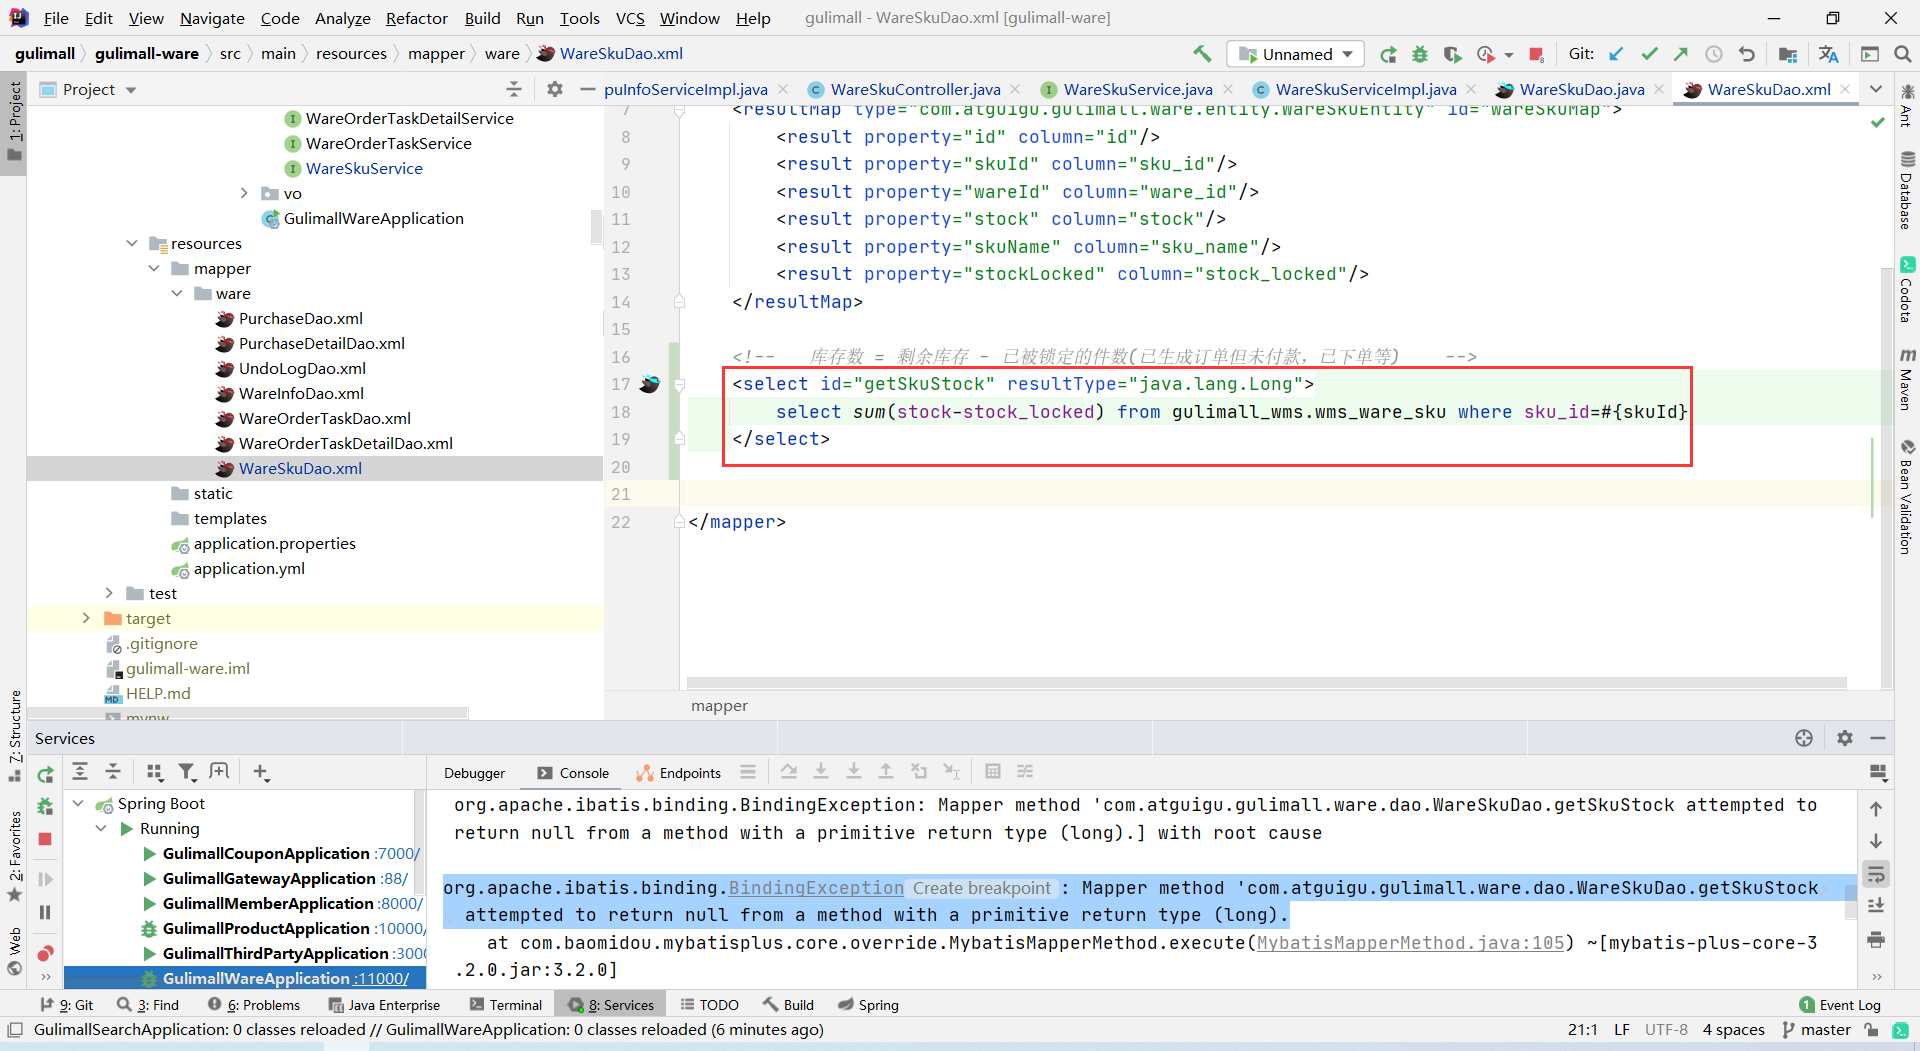 File Edit View Navigate Code Analyze Refactor Build Run Tools VCS Window Help gulimall - WareSkuDao.xml [gulimall-ware]
gulimall gulimall-ware src main resources mapper ware WareSkuDao.xml Unnamed Git:
Project puInfoServiceImpl.java WareSkuController.java WareSkuService.java WareSkuServiceImpl.java WareSkuDao.java WareSkuDao.xml
1: Project
7: Structure
2: Favorites
Web
WareOrderTaskDetailService
WareOrderTaskService
WareSkuService
vo
GulimallWareApplication
resources
mapper
ware
PurchaseDao.xml
PurchaseDetailDao.xml
UndoLogDao.xml
WareInfoDao.xml
WareOrderTaskDao.xml
WareOrderTaskDetailDao.xml
WareSkuDao.xml
static
templates
application.properties
application.yml
test
target
.gitignore
gulimall-ware.iml
HELP.md
mvnw
7 <resultMap type="com.atguigu.gulimall.ware.entity.WareSkuEntity" id="wareSkuMap">
8 <result property="id" column="id"/>
9 <result property="skuId" column="sku_id"/>
10 <result property="wareId" column="ware_id"/>
11 <result property="stock" column="stock"/>
12 <result property="skuName" column="sku_name"/>
13 <result property="stockLocked" column="stock_locked"/>
14 </resultMap>
15
16 <!-- 库存数 = 剩余库存 - 已被锁定的件数(已生成订单但未付款，已下单等) -->
17 <select id="getSkuStock" resultType="java.lang.Long">
18 select sum(stock-stock_locked) from gulimall_wms.wms_ware_sku where sku_id=#{skuId}
19 </select>
20
21
22 </mapper>
mapper
Ant
Database
Codota
Maven
Bean Validation
Services
Debugger Console Endpoints
Spring Boot
Running
GulimallCouponApplication :7000/
GulimallGatewayApplication :88/
GulimallMemberApplication :8000/
GulimallProductApplication :10000/
GulimallThirdPartyApplication :3000
GulimallWareApplication :11000/
org.apache.ibatis.binding.BindingException: Mapper method 'com.atguigu.gulimall.ware.dao.WareSkuDao.getSkuStock attempted to
return null from a method with a primitive return type (long).] with root cause
org.apache.ibatis.binding.BindingException Create breakpoint : Mapper method 'com.atguigu.gulimall.ware.dao.WareSkuDao.getSkuStock
attempted to return null from a method with a primitive return type (long).
at com.baomidou.mybatisplus.core.override.MybatisMapperMethod.execute(MybatisMapperMethod.java:105) ~[mybatis-plus-core-3
.2.0.jar:3.2.0]
9: Git 3: Find 6: Problems Java Enterprise Terminal 8: Services TODO Build Spring 1 Event Log
GulimallSearchApplication: 0 classes reloaded // GulimallWareApplication: 0 classes reloaded (6 minutes ago) 21:1 LF UTF-8 4 spaces master